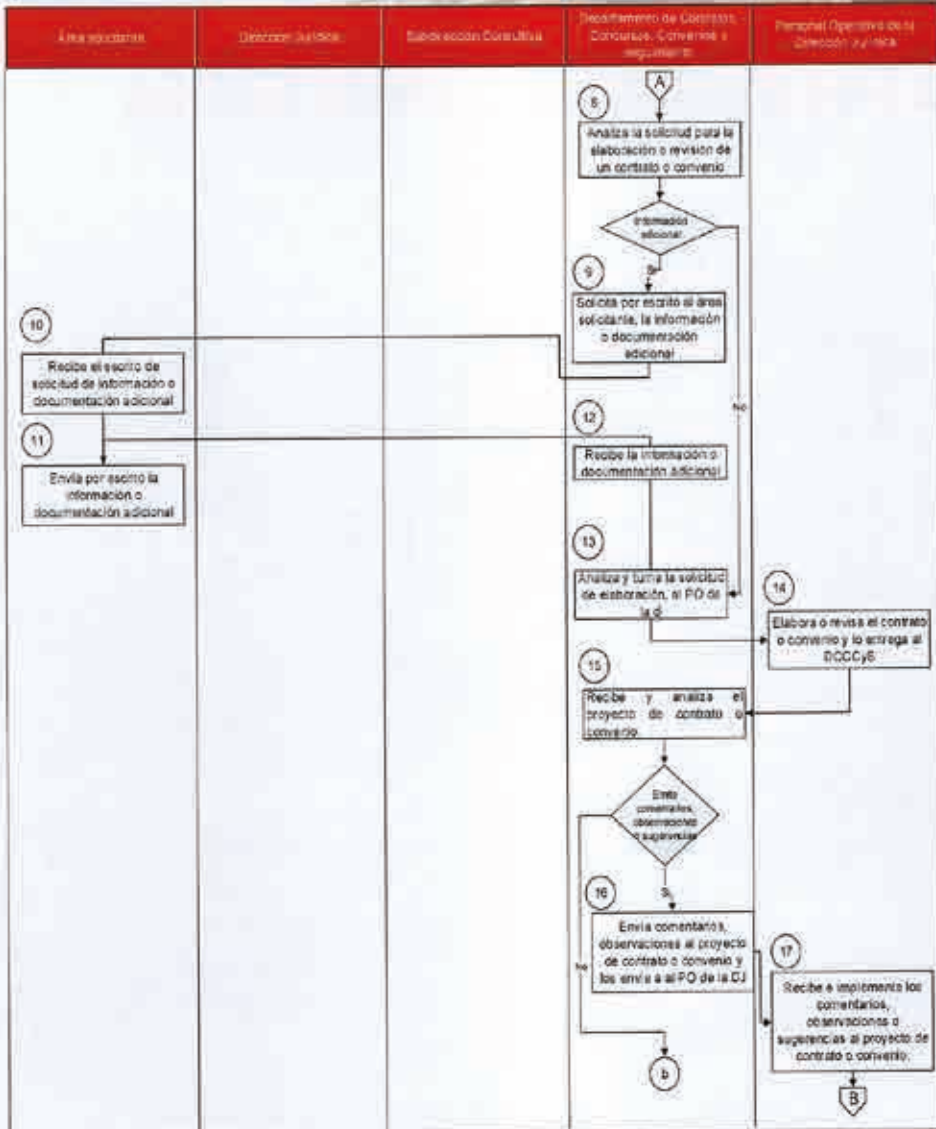 Área solicitante
Dirección Jurídica
Subdirección Consultiva
Departamento de Contratos,
Concursos, Convenios y
seguimiento
Personal Operativo de la
Dirección Jurídica
A
8
Analiza la solicitud para la
elaboración o revisión de
un contrato o convenio
Información
adicional
Si
No
9
Solicita por escrito al área
solicitante, la información
o documentación
adicional
10
Recibe el escrito de
solicitud de información o
documentación adicional
11
Envía por escrito la
información o
documentación adicional
12
Recibe la información o
documentación adicional
13
Analiza y turna la solicitud
de elaboración, al PO de
la dj
14
Elabora o revisa el contrato
o convenio y lo entrega al
DCCCyS
15
Recibe y analiza el
proyecto de contrato o
convenio
Emite
comentarios,
observaciones
o sugerencias
Si
No
16
Envía comentarios,
observaciones al proyecto
de contrato o convenio y
los envía a al PO de la DJ
17
Recibe e implementa los
comentarios,
observaciones o
sugerencias al proyecto de
contrato o convenio.
b
B